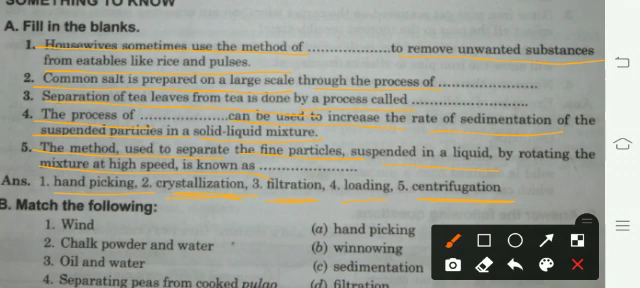 SOMETHING TO KNOW
A. Fill in the blanks.
1. Housewives sometimes use the method of ...................to remove unwanted substances
from eatables like rice and pulses.
2. Common salt is prepared on a large scale through the process of.......................
3. Separation of tea leaves from tea is done by a process called ..........................
4. The process of .....................can be used to increase the rate of sedimentation of the
suspended particles in a solid-liquid mixture.
5. The method, used to separate the fine particles, suspended in a liquid, by rotating the
mixture at high speed, is known as .......................
Ans. 1. hand picking, 2. crystallization, 3. filtration, 4. loading, 5. centrifugation
B. Match the following:
1. Wind (a) hand picking
2. Chalk powder and water (b) winnowing
3. Oil and water (c) sedimentation
4. Separating peas from cooked pulao (d) filtration